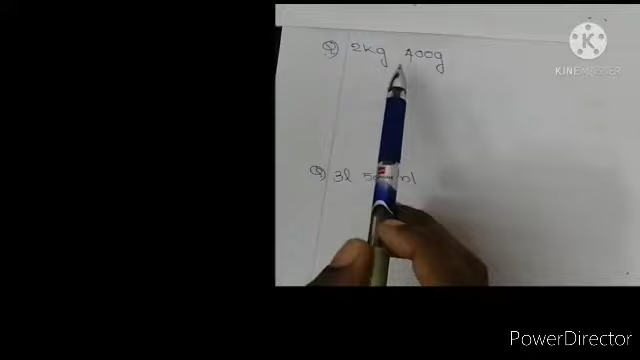 Q) 2kg 400g
KINEMASTER
Q) 3l
PowerDirector